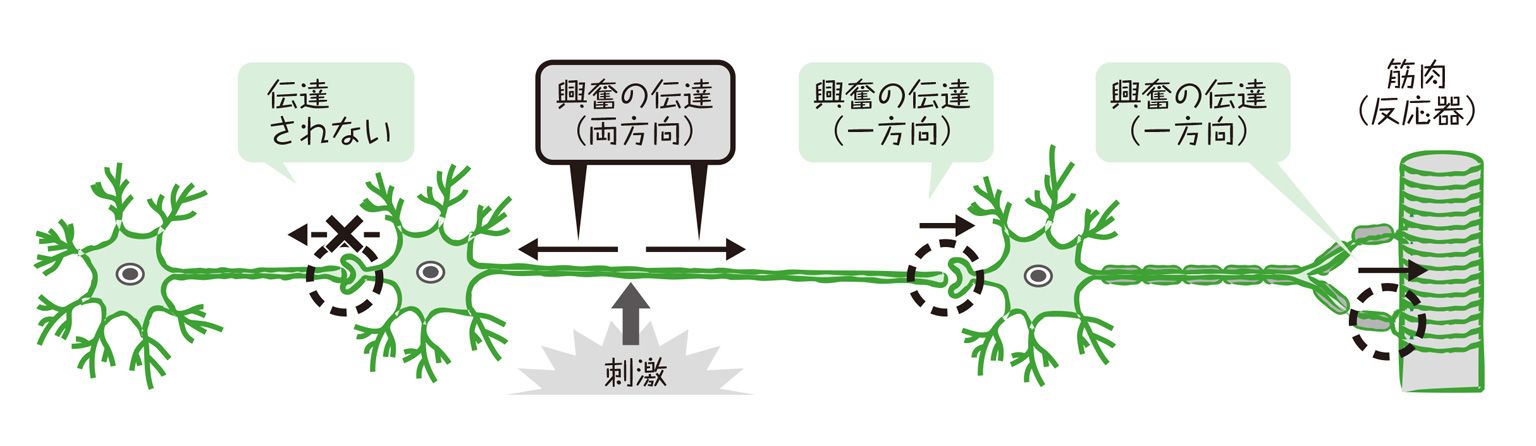 伝達
されない
興奮の伝達
（両方向）
興奮の伝達
（一方向）
興奮の伝達
（一方向）
筋肉
（反応器）
刺激